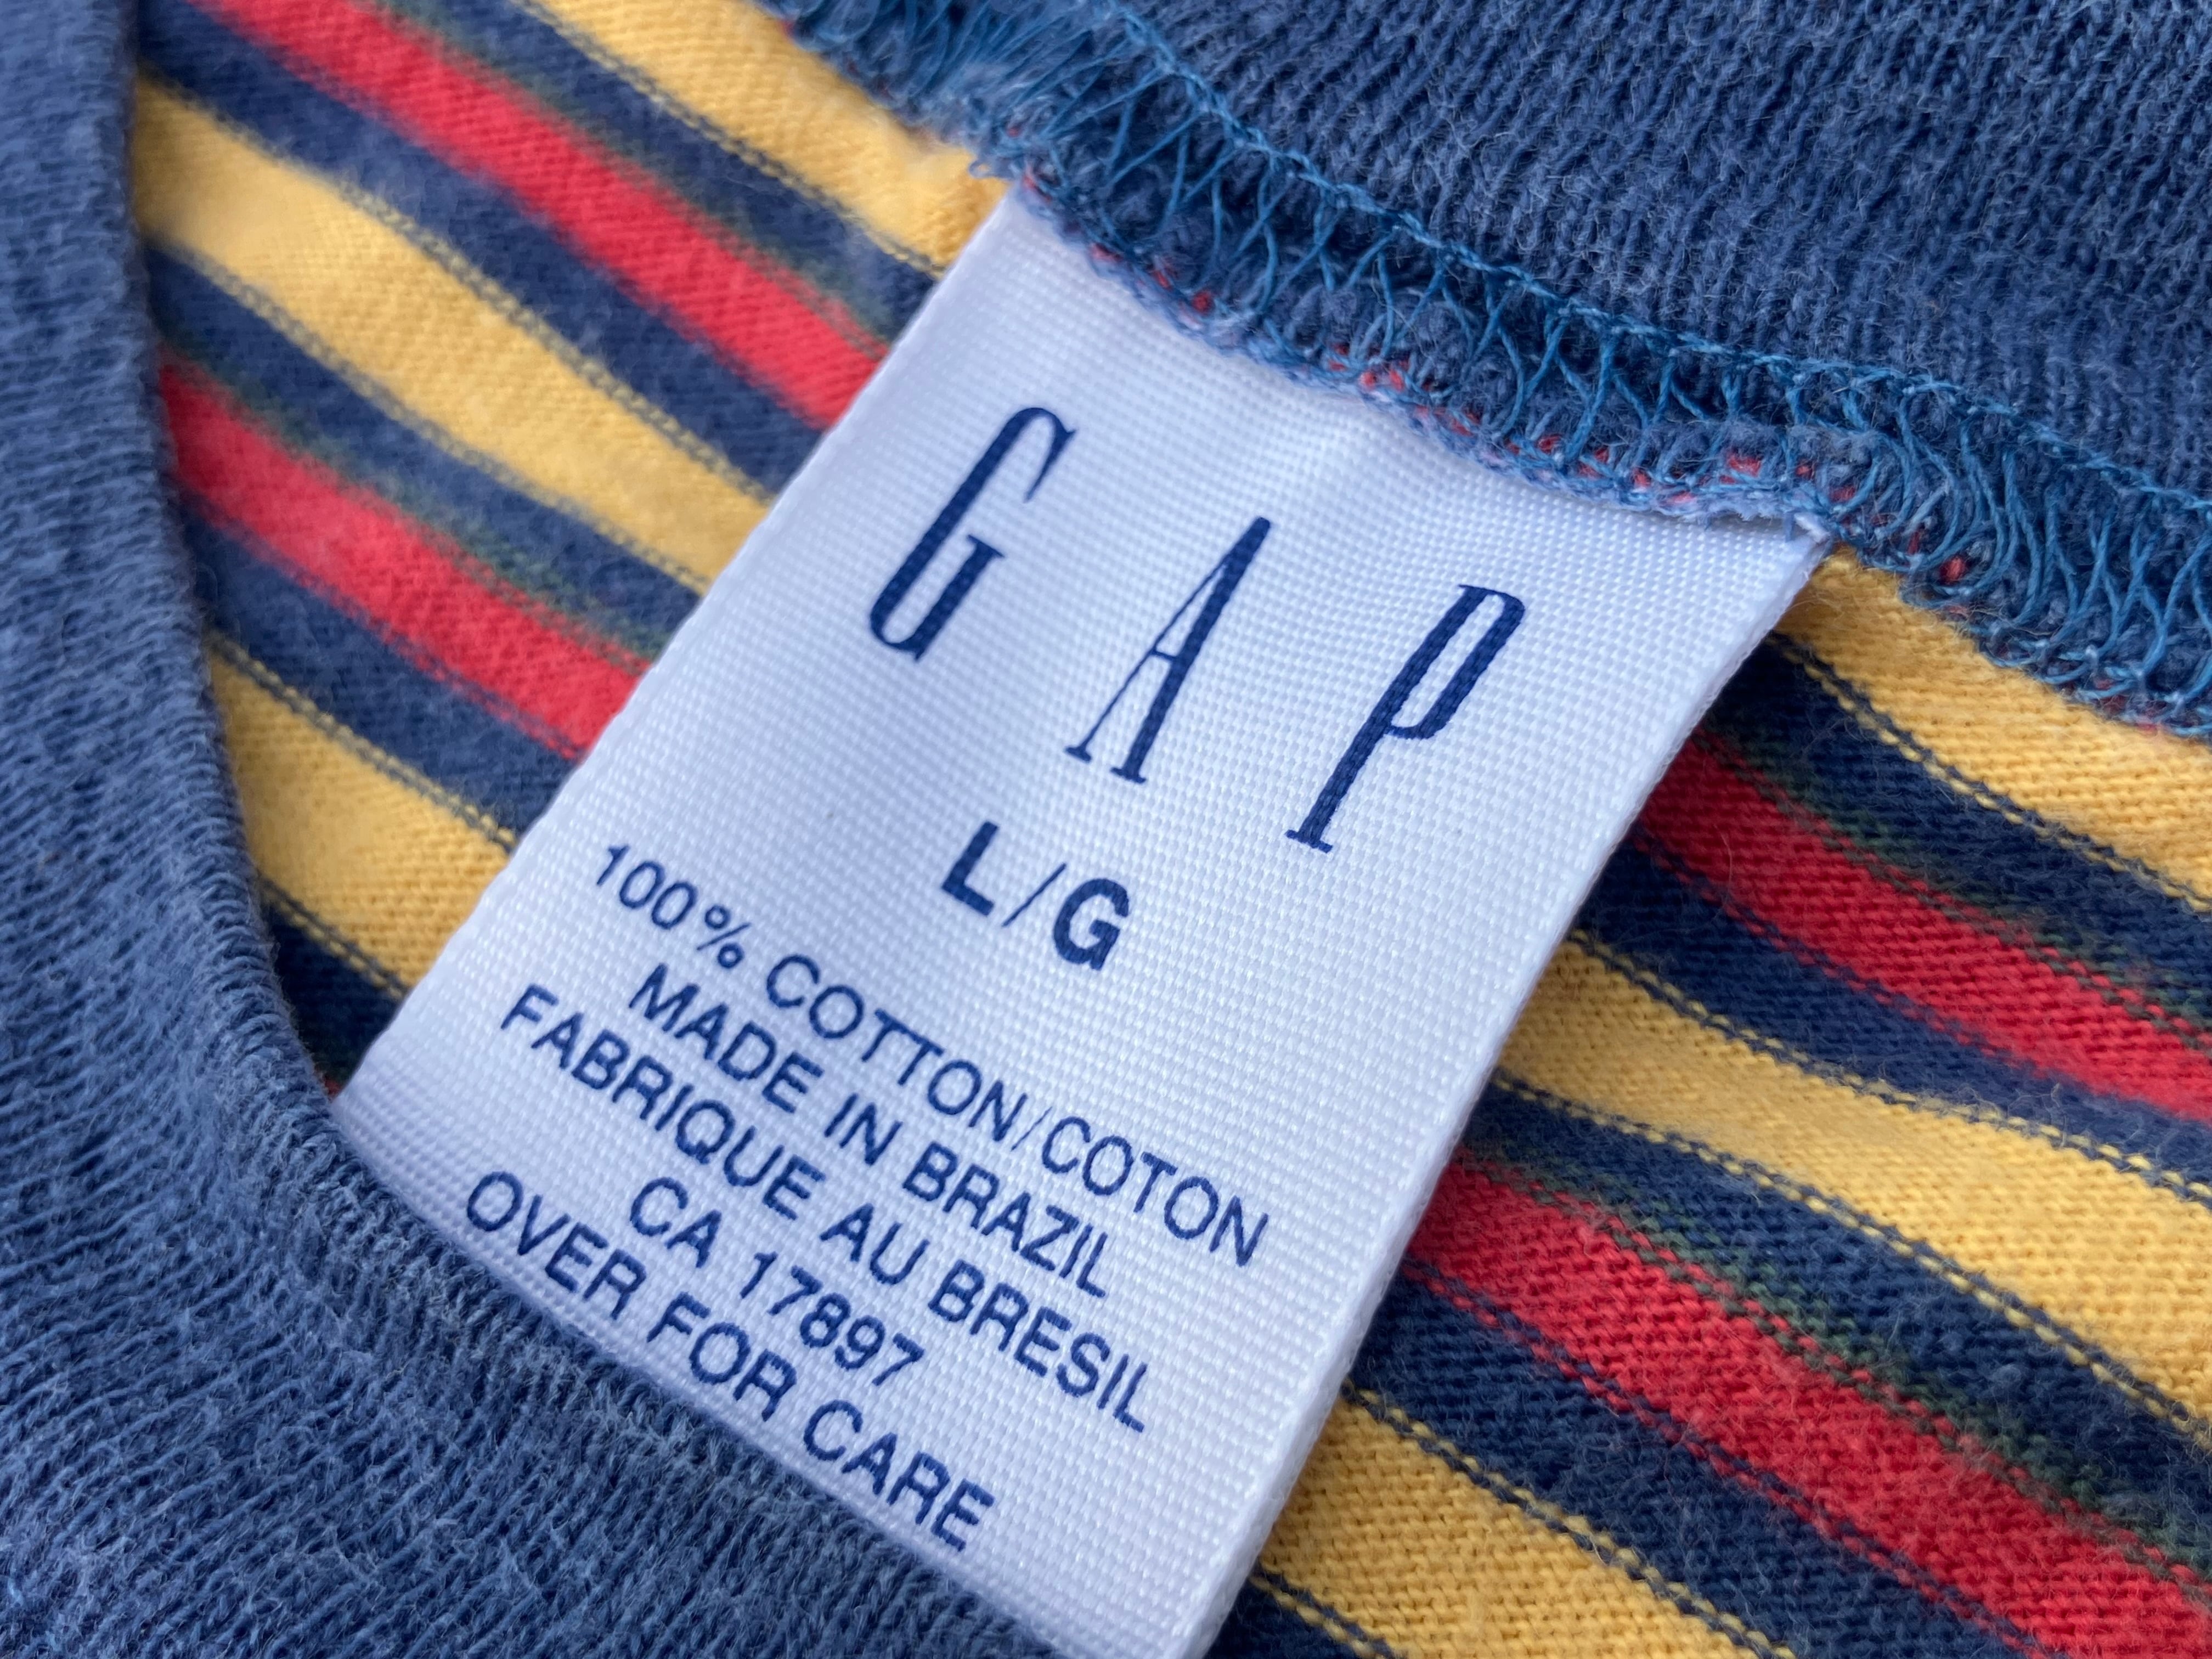 GAP
L/G
100% COTTON/COTON
MADE IN BRAZIL
FABRIQUE AU BRESIL
CA 17897
OVER FOR CARE